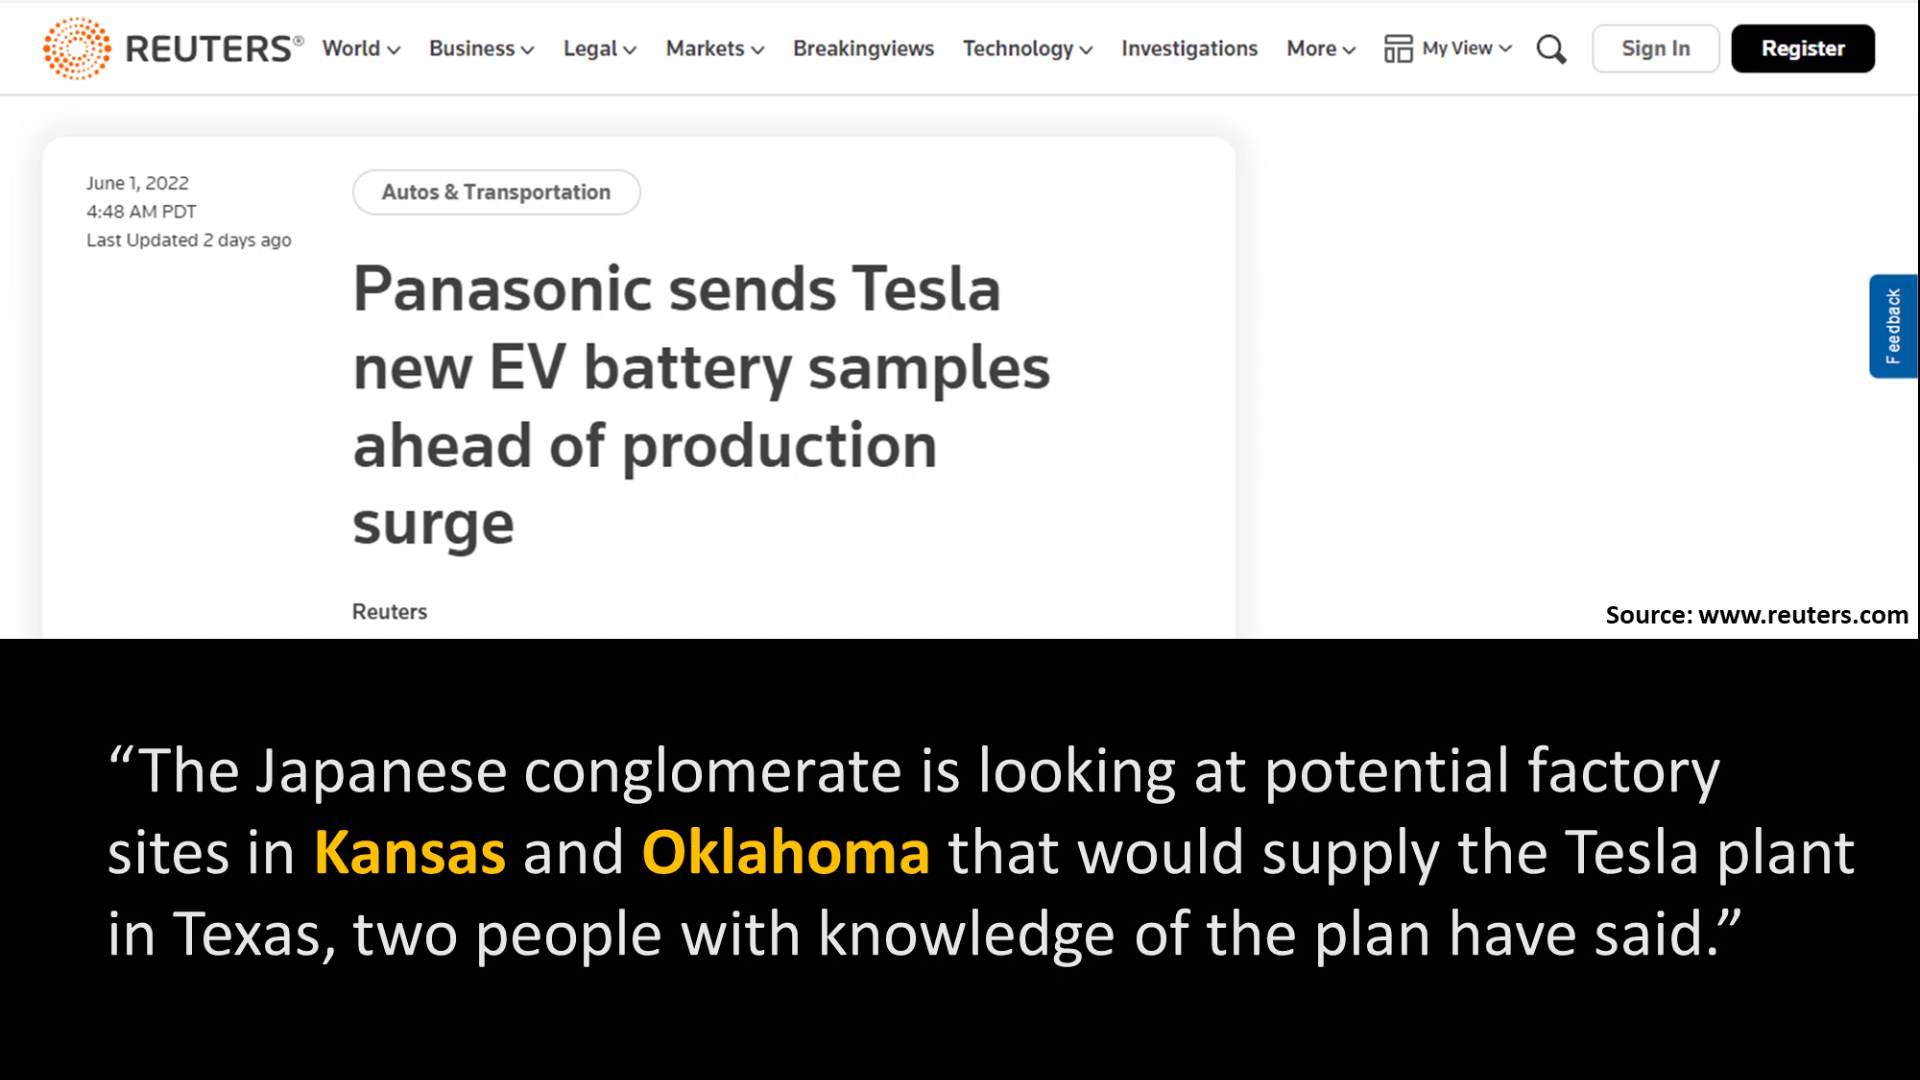 REUTERS® World Business Legal Markets Breakingviews Technology Investigations More My View Sign In Register
June 1, 2022
4:48 AM PDT
Last Updated 2 days ago
Autos & Transportation
Panasonic sends Tesla
new EV battery samples
ahead of production
surge
Reuters
Feedback
Source: www.reuters.com
“The Japanese conglomerate is looking at potential factory
sites in Kansas and Oklahoma that would supply the Tesla plant
in Texas, two people with knowledge of the plan have said.”